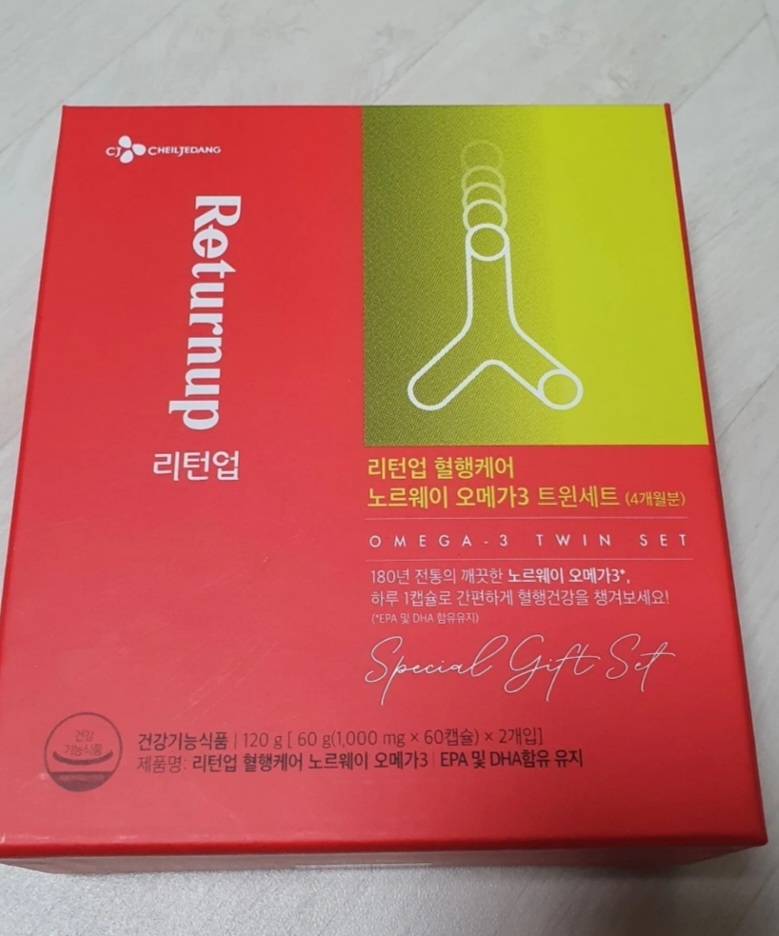 CJ CHEILJEDANG
Returnup
리턴업
리턴업 혈행케어
노르웨이 오메가3 트윈세트 (4개월분)
OMEGA-3 TWIN SET
180년 전통의 깨끗한 노르웨이 오메가3*,
하루 1캡슐로 간편하게 혈행건강을 챙겨보세요!
(*EPA 및 DHA 함유유지)
Special Gift Set
건강
기능식품
건강기능식품 | 120 g [ 60 g(1,000 mg × 60캡슐) × 2개입]
제품명: 리턴업 혈행케어 노르웨이 오메가3 | EPA 및 DHA함유 유지